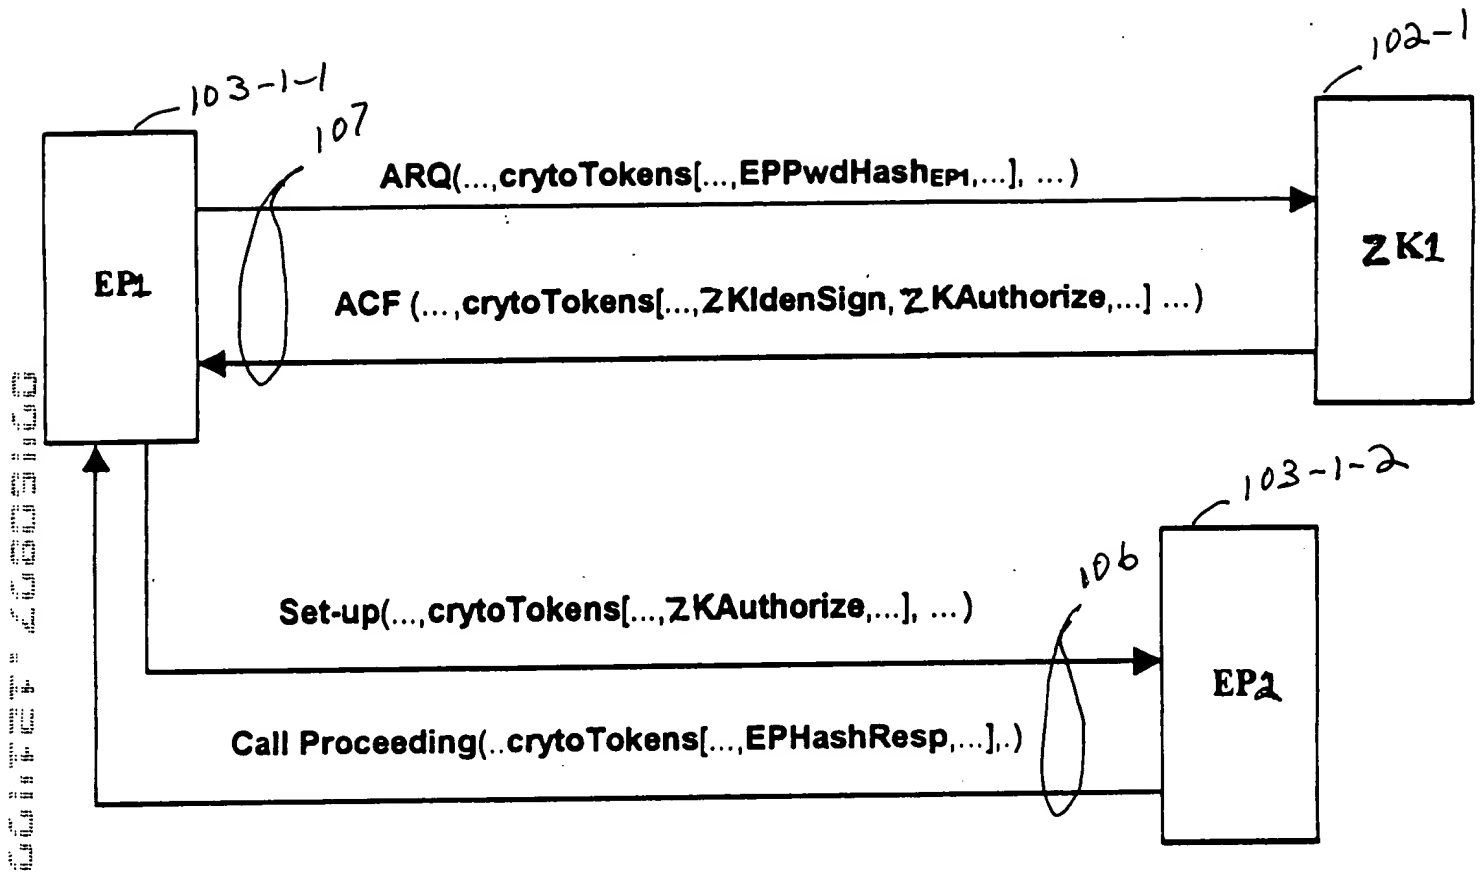 103-1-1
107
102-1
ARQ(...,crytoTokens[...,EPPwdHashEP1,...], ...)
EP1
ZK1
ACF (...,crytoTokens[...,ZKIdenSign, ZKAuthorize,...] ...)
103-1-2
106
Set-up(...,crytoTokens[...,ZKAuthorize,...], ...)
EP2
Call Proceeding(..crytoTokens[...,EPHashResp,...],.)